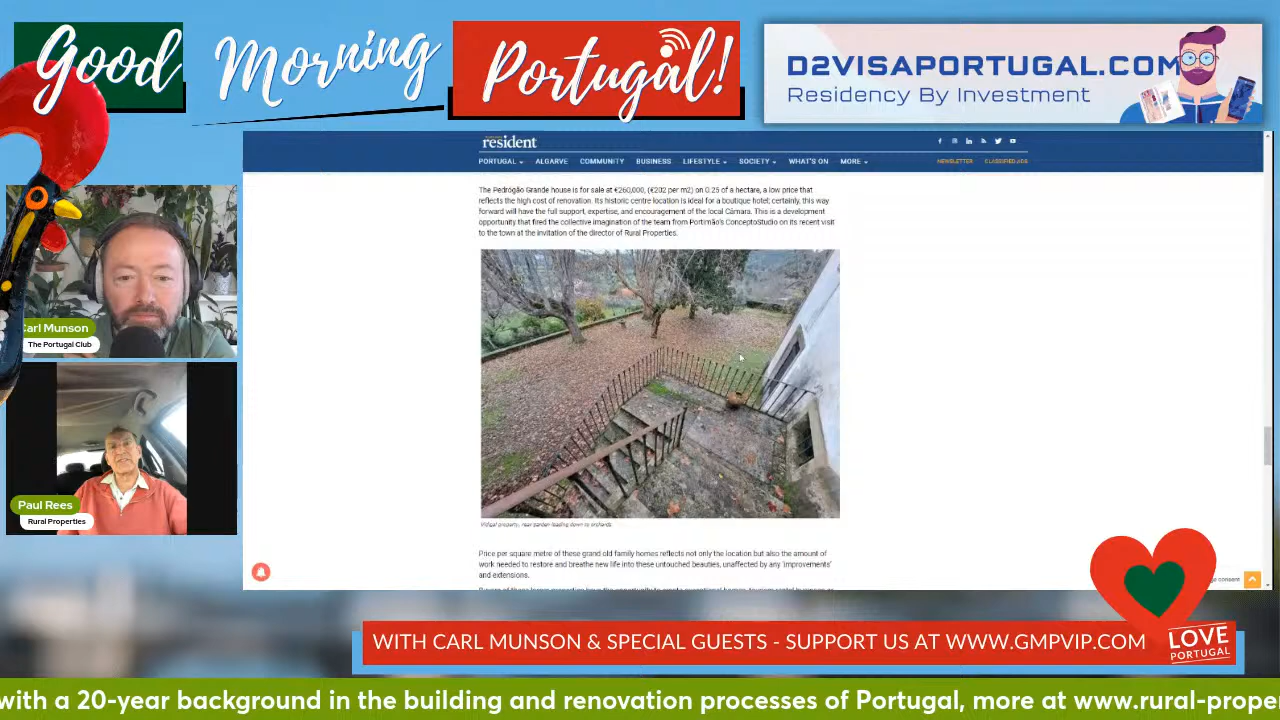 Good Morning Portugal!
D2VISAPORTUGAL.COM
Residency By Investment
resident
PORTUGAL ALGARVE COMMUNITY BUSINESS LIFESTYLE SOCIETY WHAT'S ON MORE NEWSLETTER CLASSIFIED ADS
The Pedrógão Grande house is for sale at €260,000, (€202 per m2) on 0.25 of a hectare, a low price that
reflects the high cost of renovation. Its historic centre location is ideal for a boutique hotel; certainly, this way
forward will have the full support, expertise, and encouragement of the local Câmara. This is a development
opportunity that fired the collective imagination of the team from Portimão's ConceptoStudio on its recent visit
to the town at the invitation of the director of Rural Properties.
Carl Munson
The Portugal Club
Paul Rees
Rural Properties
property, rear garden leading down to orchards
Price per square metre of these grand old family homes reflects not only the location but also the amount of
work needed to restore and breathe new life into these untouched beauties, unaffected by any 'improvements'
and extensions.
consent
WITH CARL MUNSON & SPECIAL GUESTS - SUPPORT US AT WWW.GMPVIP.COM
LOVE
PORTUGAL
with a 20-year background in the building and renovation processes of Portugal, more at www.rural-prope